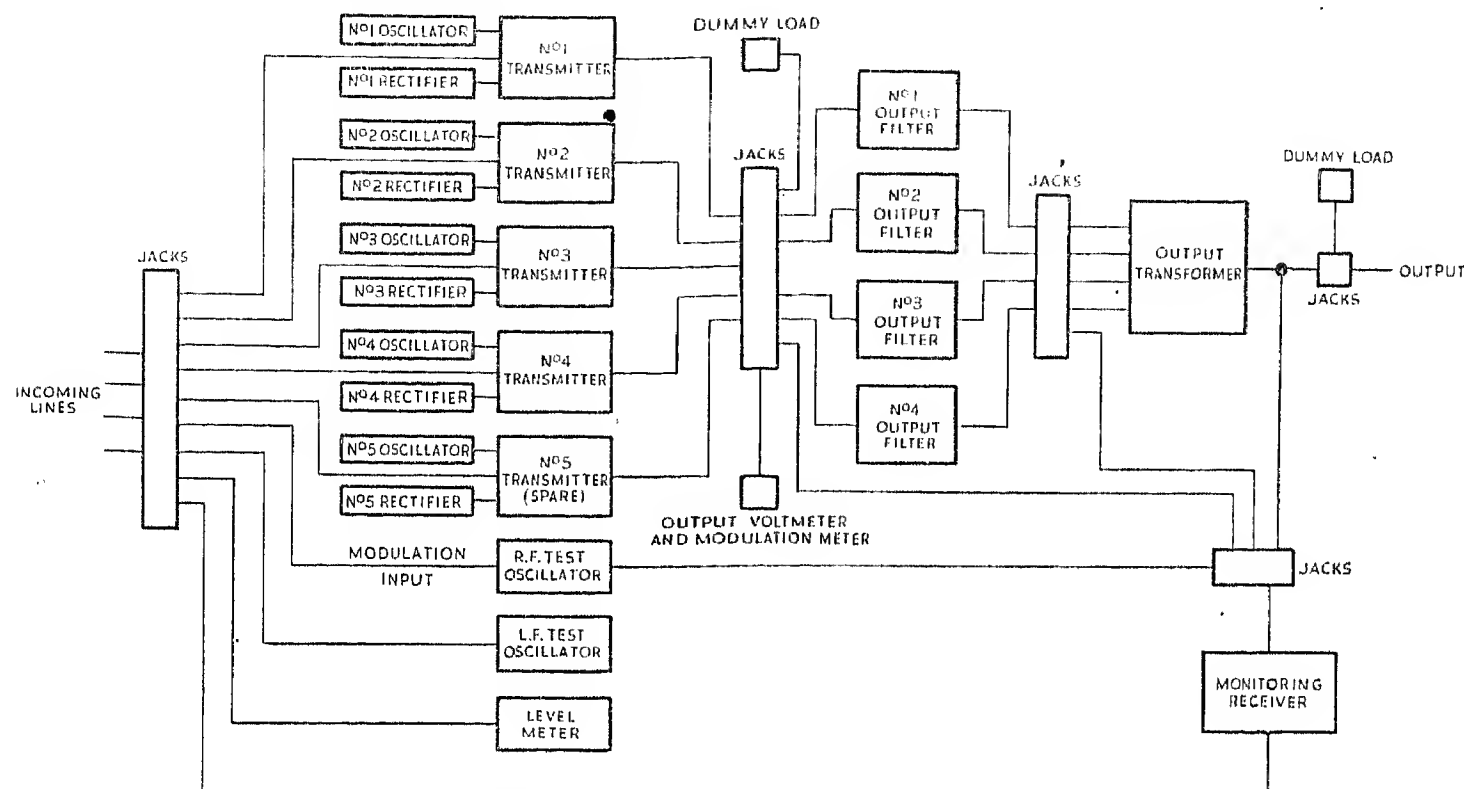 Nº1 OSCILLATOR
Nº1
TRANSMITTER
Nº1 RECTIFIER
Nº2 OSCILLATOR
Nº2
TRANSMITTER
Nº2 RECTIFIER
Nº3 OSCILLATOR
Nº3
TRANSMITTER
Nº3 RECTIFIER
Nº4 OSCILLATOR
Nº4
TRANSMITTER
Nº4 RECTIFIER
Nº5 OSCILLATOR
Nº5
TRANSMITTER
(SPARE)
Nº5 RECTIFIER
JACKS
INCOMING
LINES
MODULATION
INPUT
R.F. TEST
OSCILLATOR
L.F. TEST
OSCILLATOR
LEVEL
METER
DUMMY LOAD
JACKS
OUTPUT VOLTMETER
AND MODULATION METER
Nº1
OUTPUT
FILTER
Nº2
OUTPUT
FILTER
Nº3
OUTPUT
FILTER
Nº4
OUTPUT
FILTER
JACKS
OUTPUT
TRANSFORMER
DUMMY LOAD
JACKS
OUTPUT
JACKS
MONITORING
RECEIVER